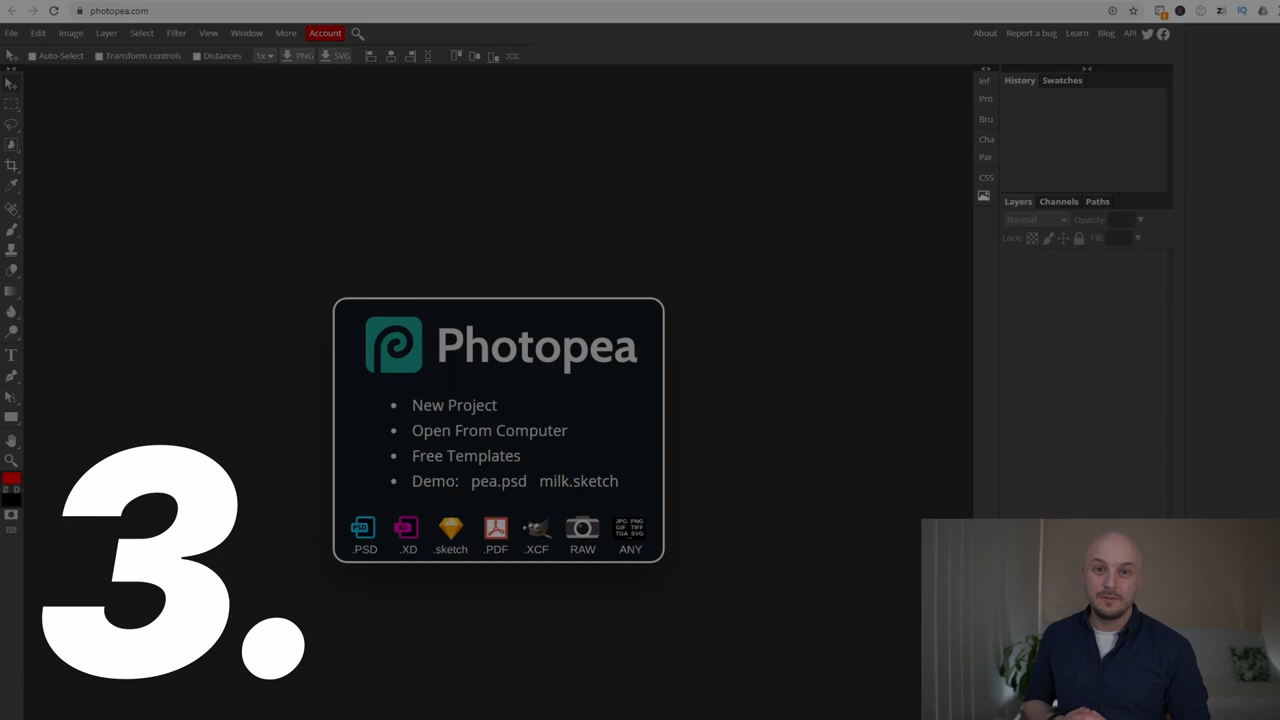 photopea.com
File Edit Image Layer Select Filter View Window More Account
About Report a bug Learn Blog API
Auto-Select Transform controls Distances 1x PNG SVG
Inf
Pro
Bru
Cha
Par
CSS
History Swatches
Layers Channels Paths
Normal Opacity:
Lock: Fill:
T
Photopea
New Project
Open From Computer
Free Templates
Demo: pea.psd milk.sketch
PSD
XD
JPG PNG
GIF TIFF
TGA SVG
.PSD .XD .sketch .PDF .XCF RAW ANY
D
3.